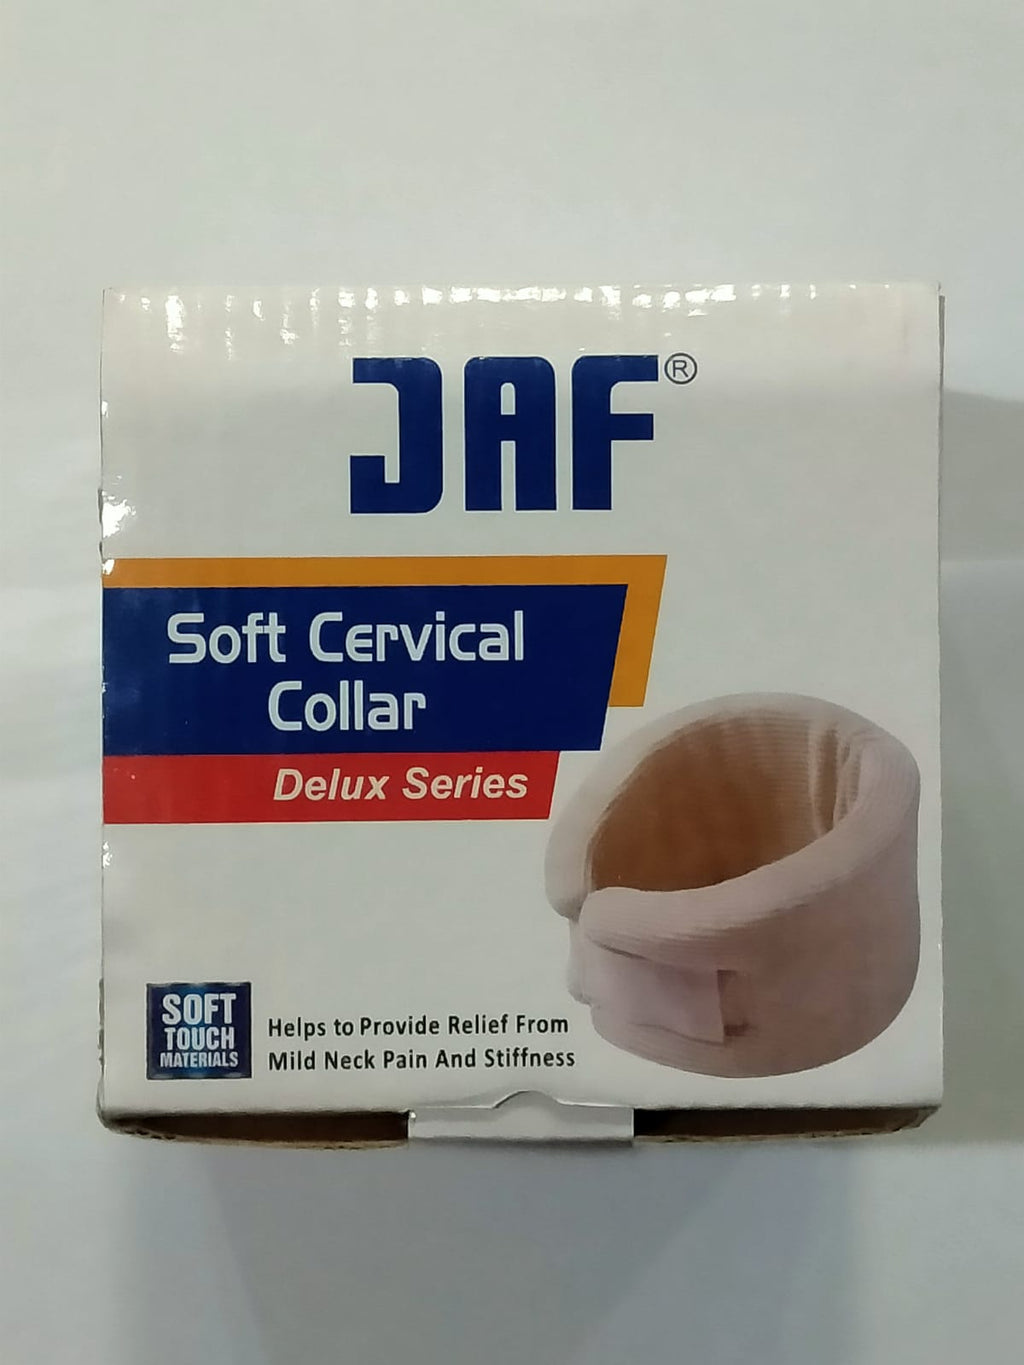 JAF®
Soft Cervical
Collar
Delux Series
SOFT
TOUCH
MATERIALS
Helps to Provide Relief From
Mild Neck Pain And Stiffness